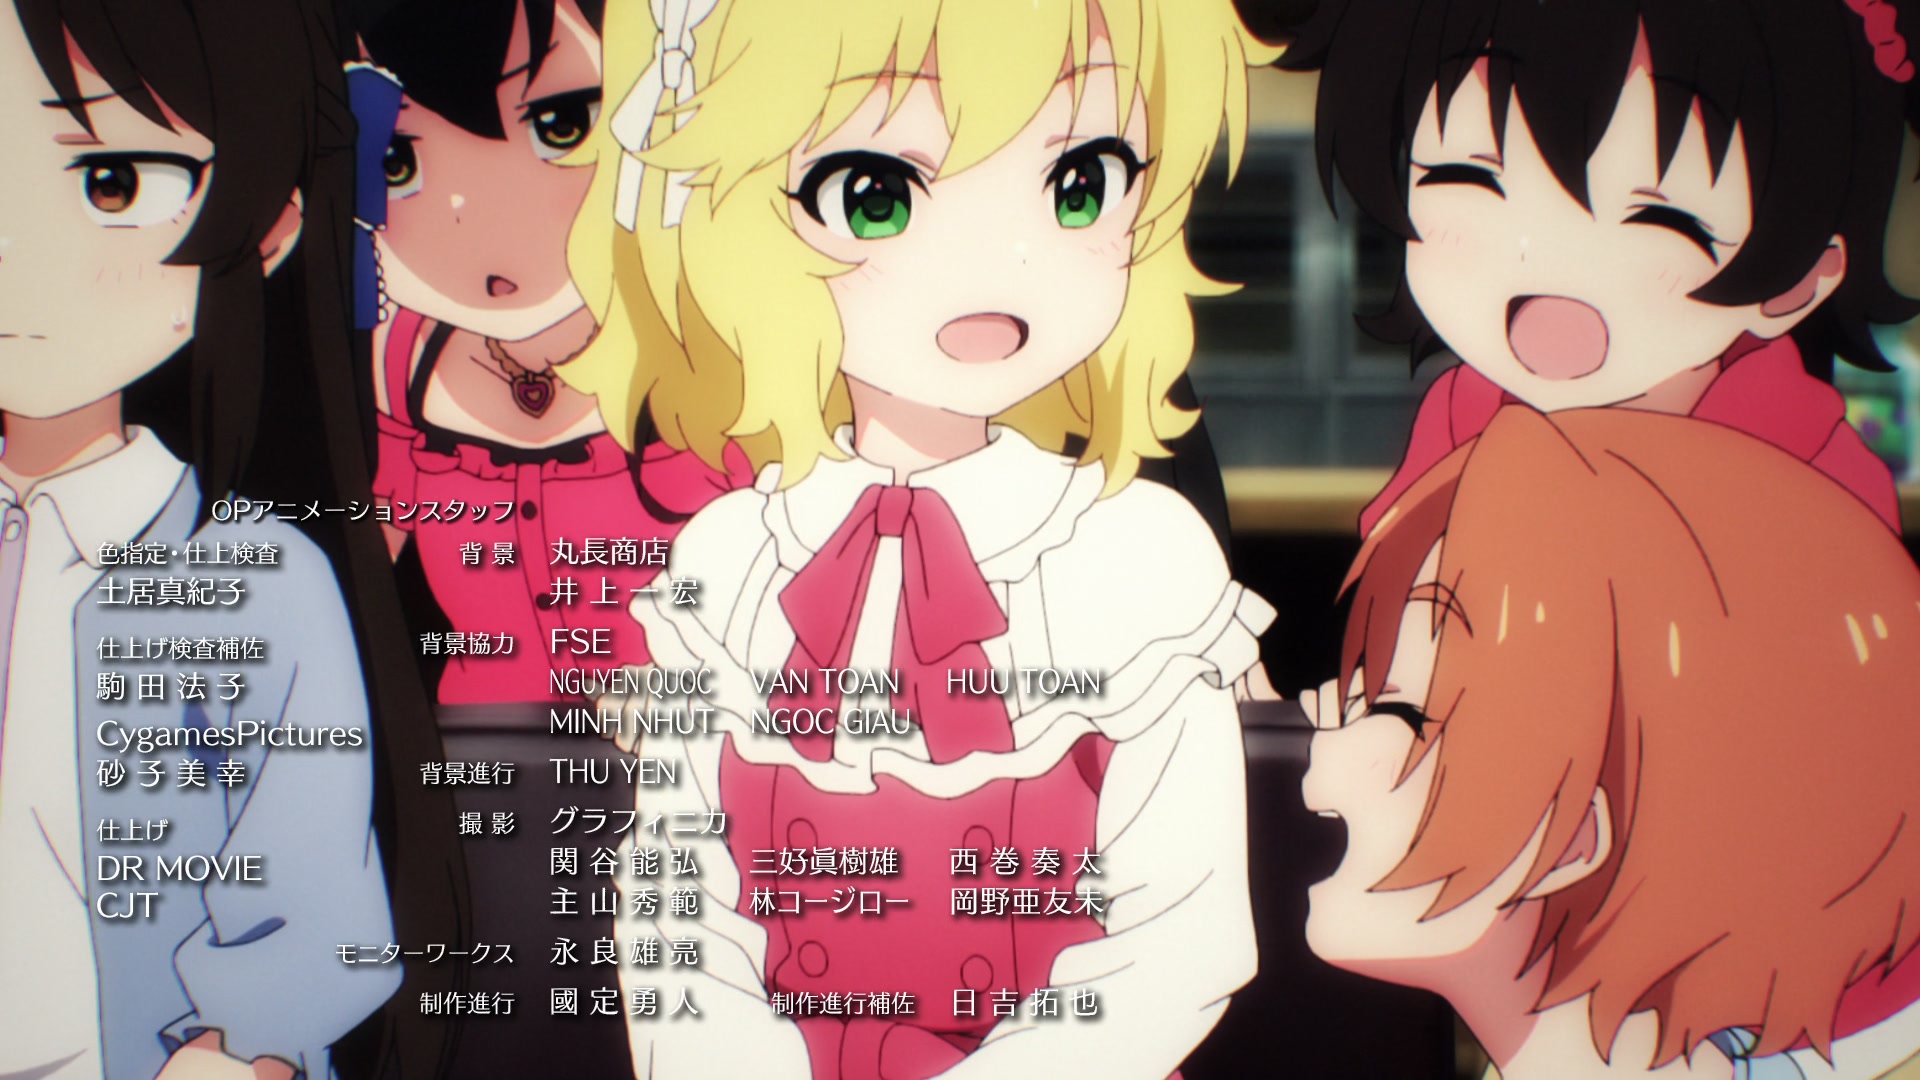 OPアニメーションスタッフ
色指定・仕上検査
土居真紀子
仕上げ検査補佐
駒田法子
CygamesPictures
砂子美幸
仕上げ
DR MOVIE
CJT
背景 丸長商店
井上一宏
背景協力 FSE
NGUYEN QUOC VAN TOAN HUU TOAN
MINH NHUT NGOC GIAU
背景進行 THU YEN
撮影 グラフィニカ
関谷能弘 三好眞樹雄 西巻奏太
主山秀範 林コージロー 岡野亜友未
モニターワークス 永良雄亮
制作進行 國定勇人 制作進行補佐 日吉拓也